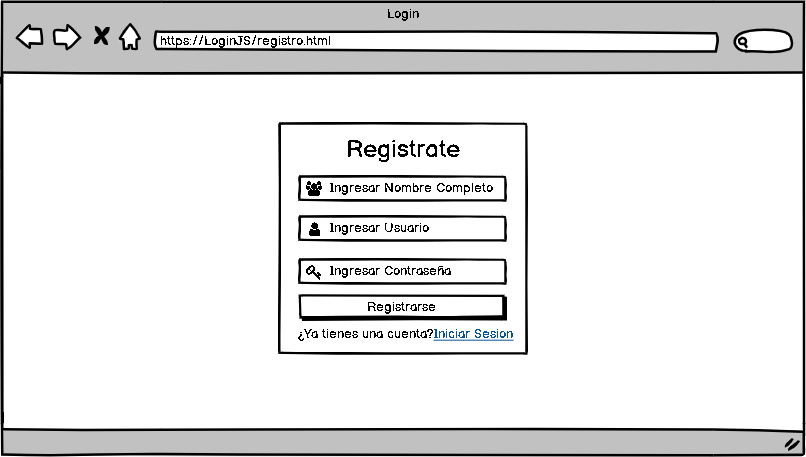 Login
https://LoginJS/registro.html
Registrate
Ingresar Nombre Completo
Ingresar Usuario
Ingresar Contraseña
Registrarse
¿Ya tienes una cuenta?Iniciar Sesion